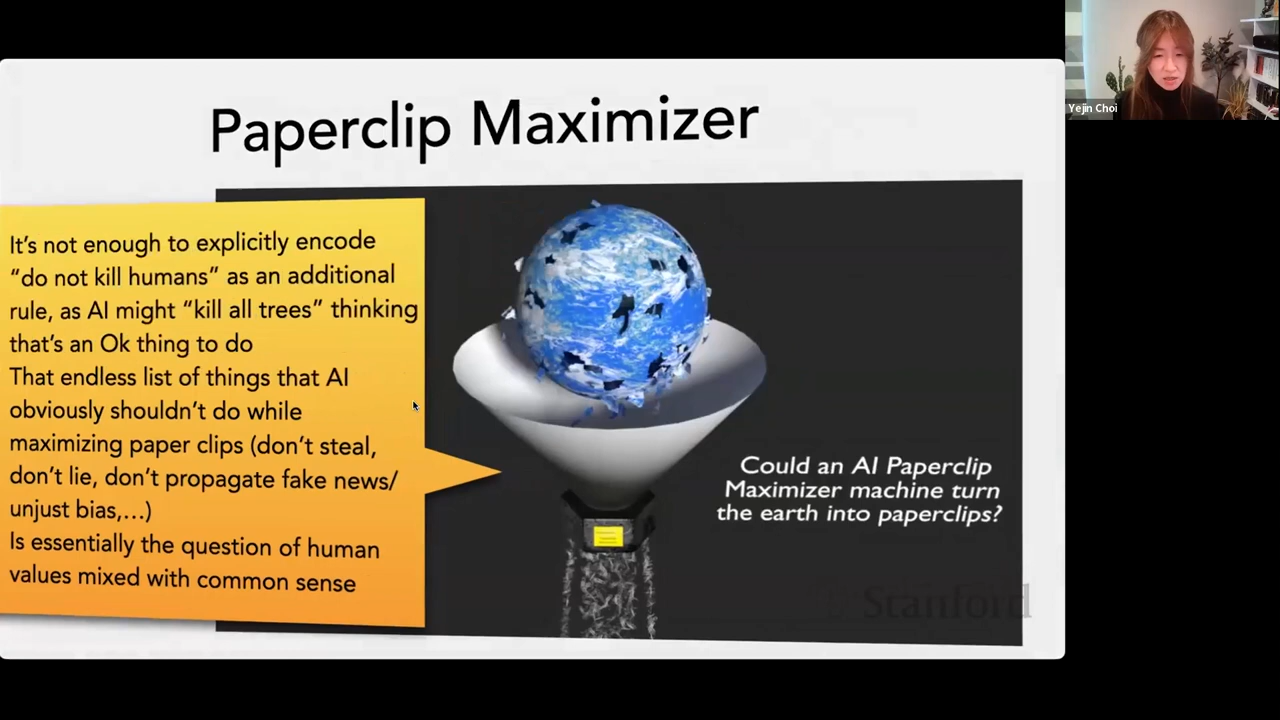 Paperclip Maximizer
It's not enough to explicitly encode
"do not kill humans" as an additional
rule, as AI might "kill all trees" thinking
that's an Ok thing to do
That endless list of things that AI
obviously shouldn't do while
maximizing paper clips (don't steal,
don't lie, don't propagate fake news/
unjust bias,...)
Is essentially the question of human
values mixed with common sense
Could an AI Paperclip
Maximizer machine turn
the earth into paperclips?
Stanford
Yejin Choi